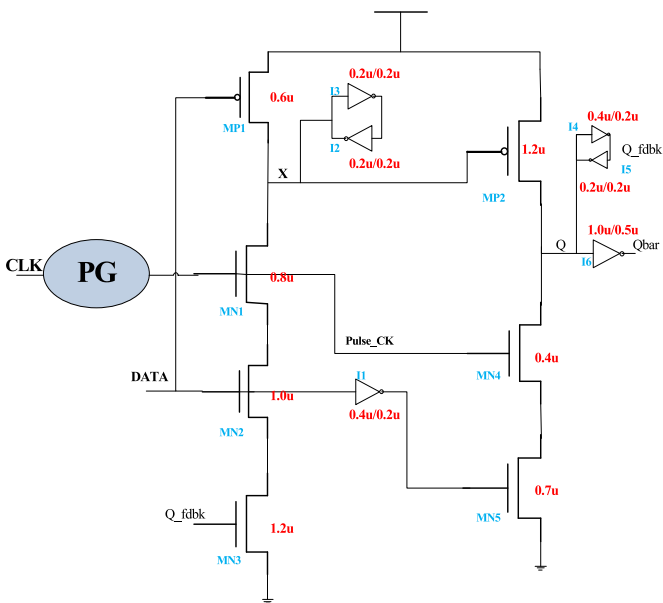 0.2u/0.2u
I3
0.6u
MP1
I2
0.2u/0.2u
X
0.4u/0.2u
I4
1.2u
Q_fdbk
I5
0.2u/0.2u
MP2
Q
1.0u/0.5u
Qbar
I6
CLK
PG
0.8u
MN1
Pulse_CK
0.4u
MN4
DATA
I1
1.0u
0.4u/0.2u
MN2
0.7u
MN5
Q_fdbk
1.2u
MN3